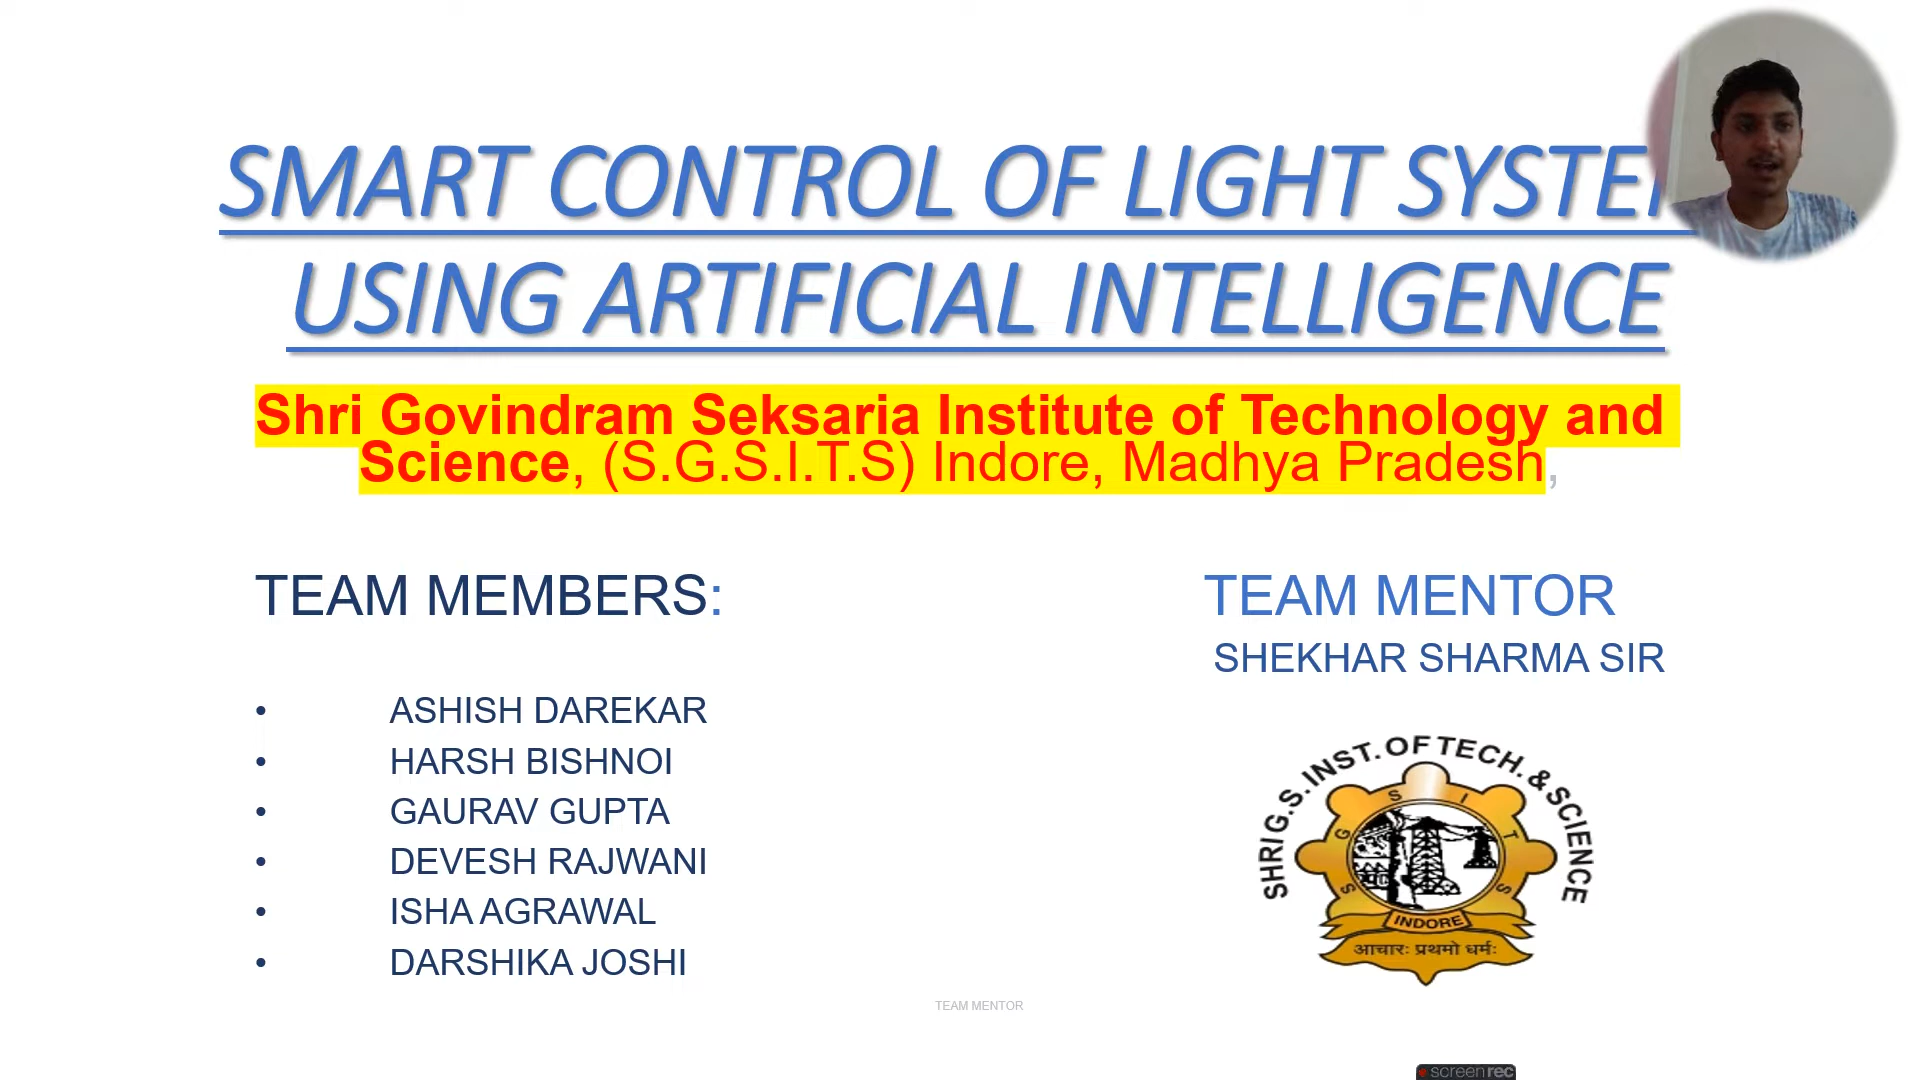 SMART CONTROL OF LIGHT SYSTE
USING ARTIFICIAL INTELLIGENCE
Shri Govindram Seksaria Institute of Technology and
Science, (S.G.S.I.T.S) Indore, Madhya Pradesh,
TEAM MEMBERS:
• ASHISH DAREKAR
• HARSH BISHNOI
• GAURAV GUPTA
• DEVESH RAJWANI
• ISHA AGRAWAL
• DARSHIKA JOSHI
TEAM MENTOR
SHEKHAR SHARMA SIR
SHRI G.S. INST. OF TECH. & SCIENCE
S G S I T S
INDORE
आचारः प्रथमो धर्मः
TEAM MENTOR
screenrec